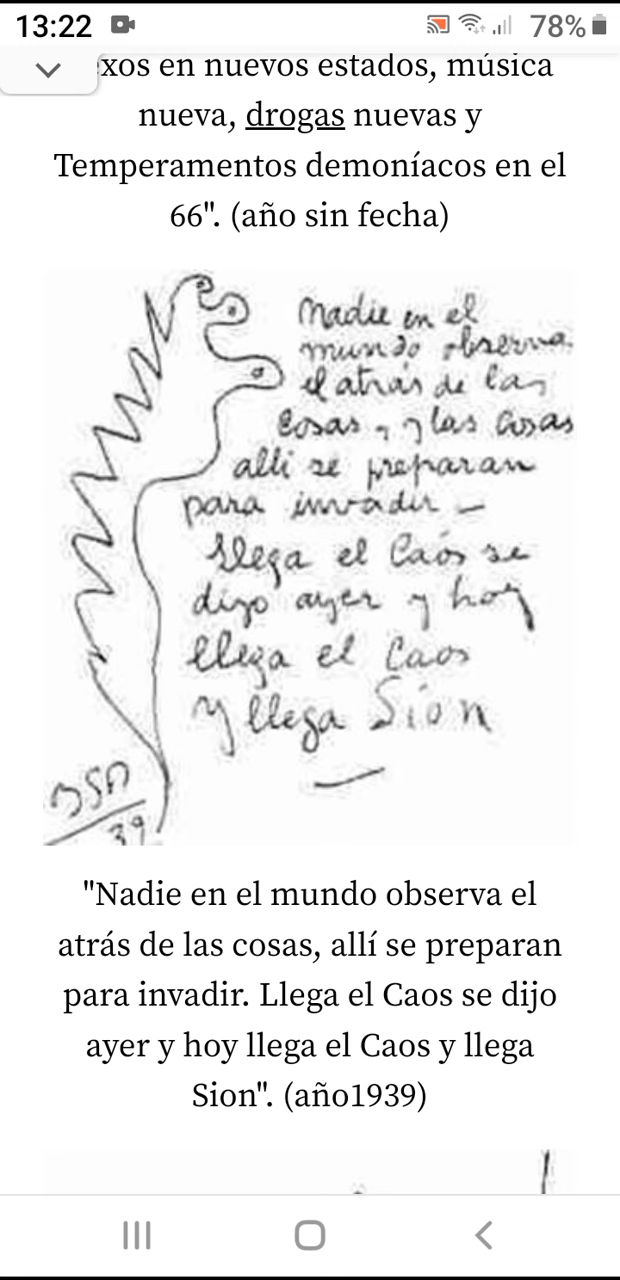 13:22
78%
xos en nuevos estados, música
nueva, drogas nuevas y
Temperamentos demoníacos en el
66". (año sin fecha)
Nadie en el
mundo observa
el atrás de las
cosas, y las cosas
allí se preparan
para invadir -
llega el Caos se
dijo ayer y hoy
llega el Caos
y llega Sion
BSP
39
"Nadie en el mundo observa el
atrás de las cosas, allí se preparan
para invadir. Llega el Caos se dijo
ayer y hoy llega el Caos y llega
Sion". (año1939)